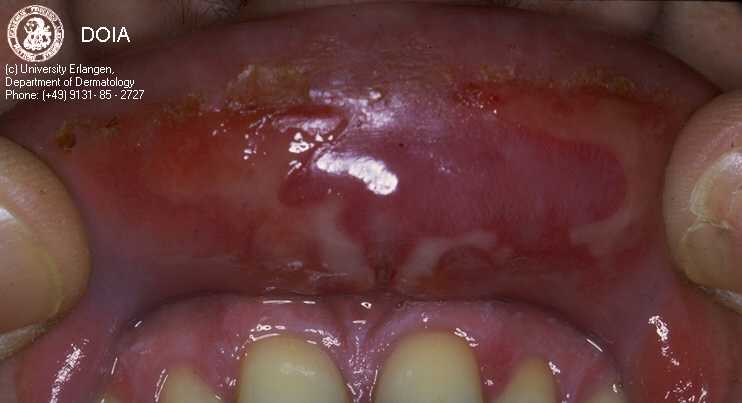 DOIA
(c) University Erlangen,
Department of Dermatology
Phone: (+49) 9131- 85 - 2727